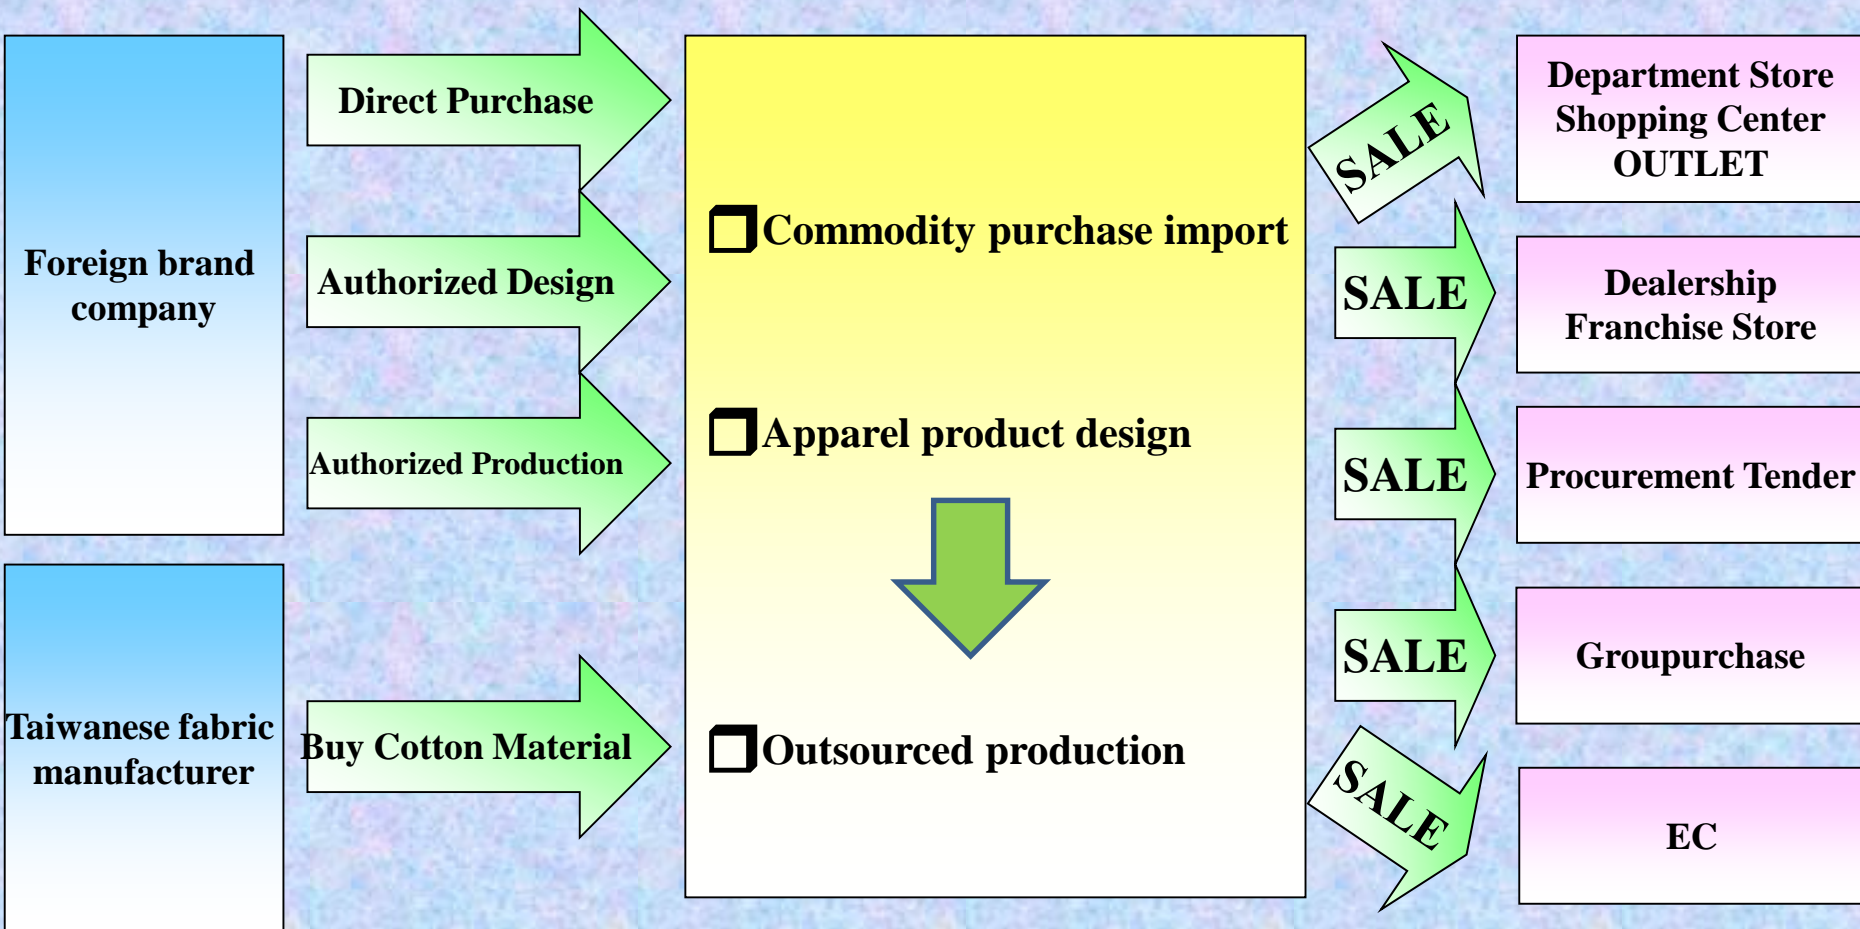 Foreign brand
company
Taiwanese fabric
manufacturer
Direct Purchase
Authorized Design
Authorized Production
Buy Cotton Material
Commodity purchase import
Apparel product design
Outsourced production
SALE
SALE
SALE
SALE
SALE
Department Store
Shopping Center
OUTLET
Dealership
Franchise Store
Procurement Tender
Groupurchase
EC